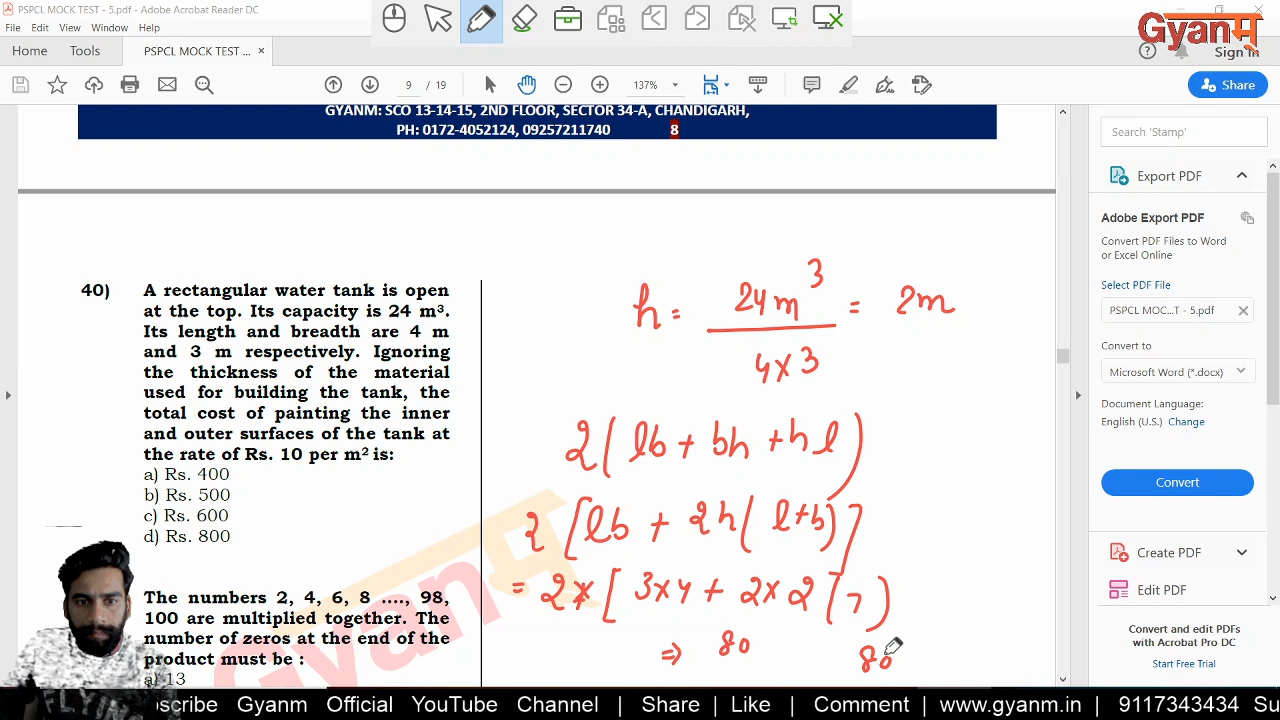 PSPCL MOCK TEST - 5.pdf - Adobe Acrobat Reader DC
File Edit View Window Help
Home Tools PSPCL MOCK TEST ... ×
Gyanम्
Sign In
9 / 19 137% Share
GYANM: SCO 13-14-15, 2ND FLOOR, SECTOR 34-A, CHANDIGARH,
PH: 0172-4052124, 09257211740 8
40) A rectangular water tank is open
at the top. Its capacity is 24 m³.
Its length and breadth are 4 m
and 3 m respectively. Ignoring
the thickness of the material
used for building the tank, the
total cost of painting the inner
and outer surfaces of the tank at
the rate of Rs. 10 per m² is:
a) Rs. 400
b) Rs. 500
c) Rs. 600
d) Rs. 800
The numbers 2, 4, 6, 8 ...., 98,
100 are multiplied together. The
number of zeros at the end of the
product must be :
a) 13
h = 24m³ = 2m
4×3
2(lb + bh + hl)
2[lb + 2h(l+b)]
= 2×[3×4 + 2×2(7)
⇒ 80 80
Gyanम्
Search 'Stamp'
Export PDF
Adobe Export PDF
Convert PDF Files to Word
or Excel Online
Select PDF File
PSPCL MOC...T - 5.pdf
Convert to
Microsoft Word (*.docx)
Document Language:
English (U.S.) Change
Convert
Create PDF
Edit PDF
Convert and edit PDFs
with Acrobat Pro DC
Start Free Trial
scribe Gyanm Official YouTube Channel | Share | Like | Comment | www.gyanm.in | 9117343434 Su